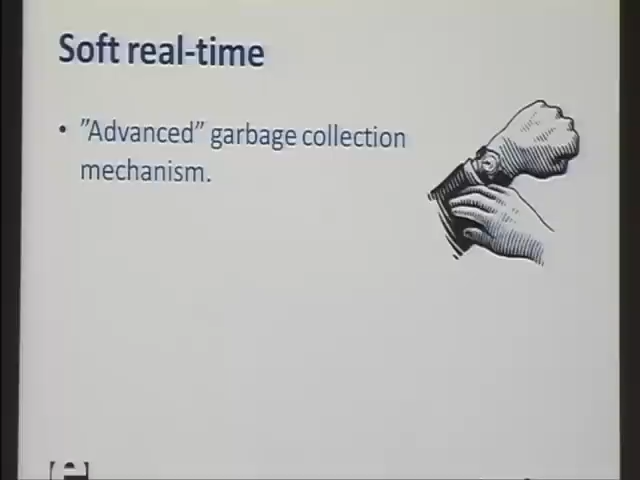 Soft real-time
• ”Advanced” garbage collection
mechanism.
e